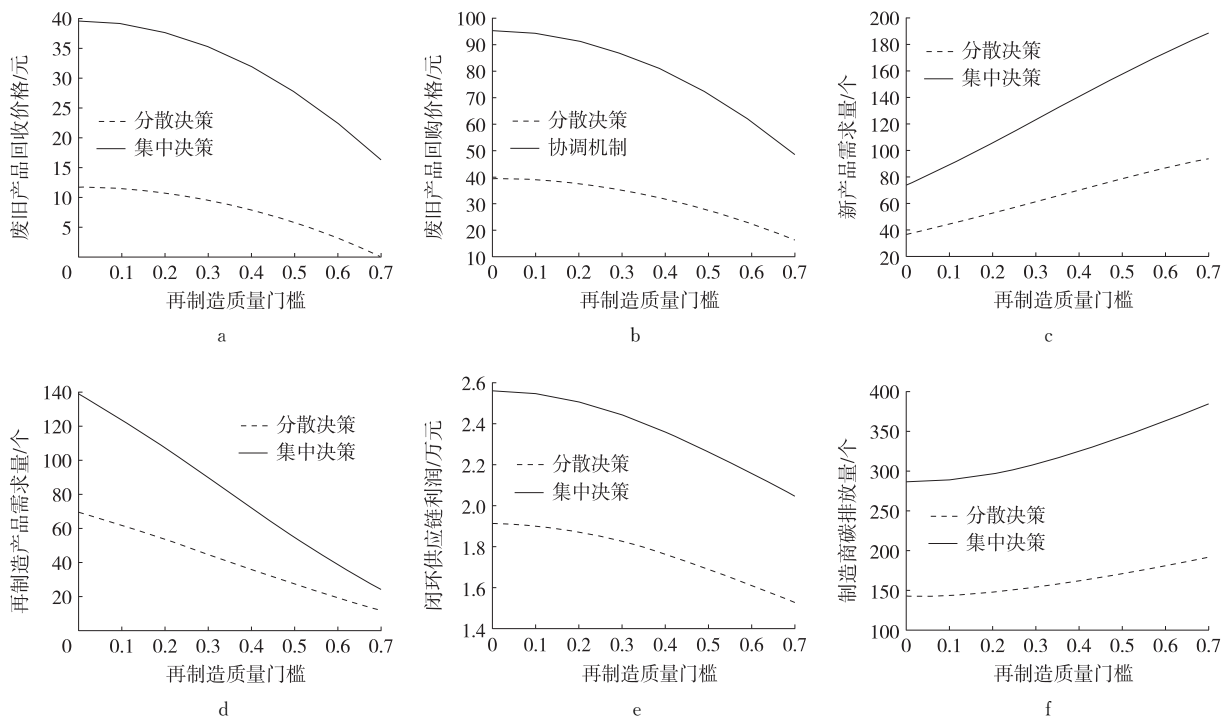 废旧产品回收价格/元
40
35
30
25
20
15
10
5
0
0.1 0.2 0.3 0.4 0.5 0.6 0.7
分散决策
集中决策
再制造质量门槛
a
废旧产品回购价格/元
100
90
80
70
60
50
40
30
20
10
0 0.1 0.2 0.3 0.4 0.5 0.6 0.7
分散决策
协调机制
再制造质量门槛
b
新产品需求量/个
200
180
160
140
120
100
80
60
40
20
0 0.1 0.2 0.3 0.4 0.5 0.6 0.7
分散决策
集中决策
再制造质量门槛
c
再制造产品需求量/个
140
120
100
80
60
40
20
0 0.1 0.2 0.3 0.4 0.5 0.6 0.7
分散决策
集中决策
再制造质量门槛
d
闭环供应链利润/万元
2.6
2.4
2.2
2.0
1.8
1.6
1.4
0 0.1 0.2 0.3 0.4 0.5 0.6 0.7
分散决策
集中决策
再制造质量门槛
e
制造商碳排放量/个
400
350
300
250
200
150
100
0 0.1 0.2 0.3 0.4 0.5 0.6 0.7
分散决策
集中决策
再制造质量门槛
f